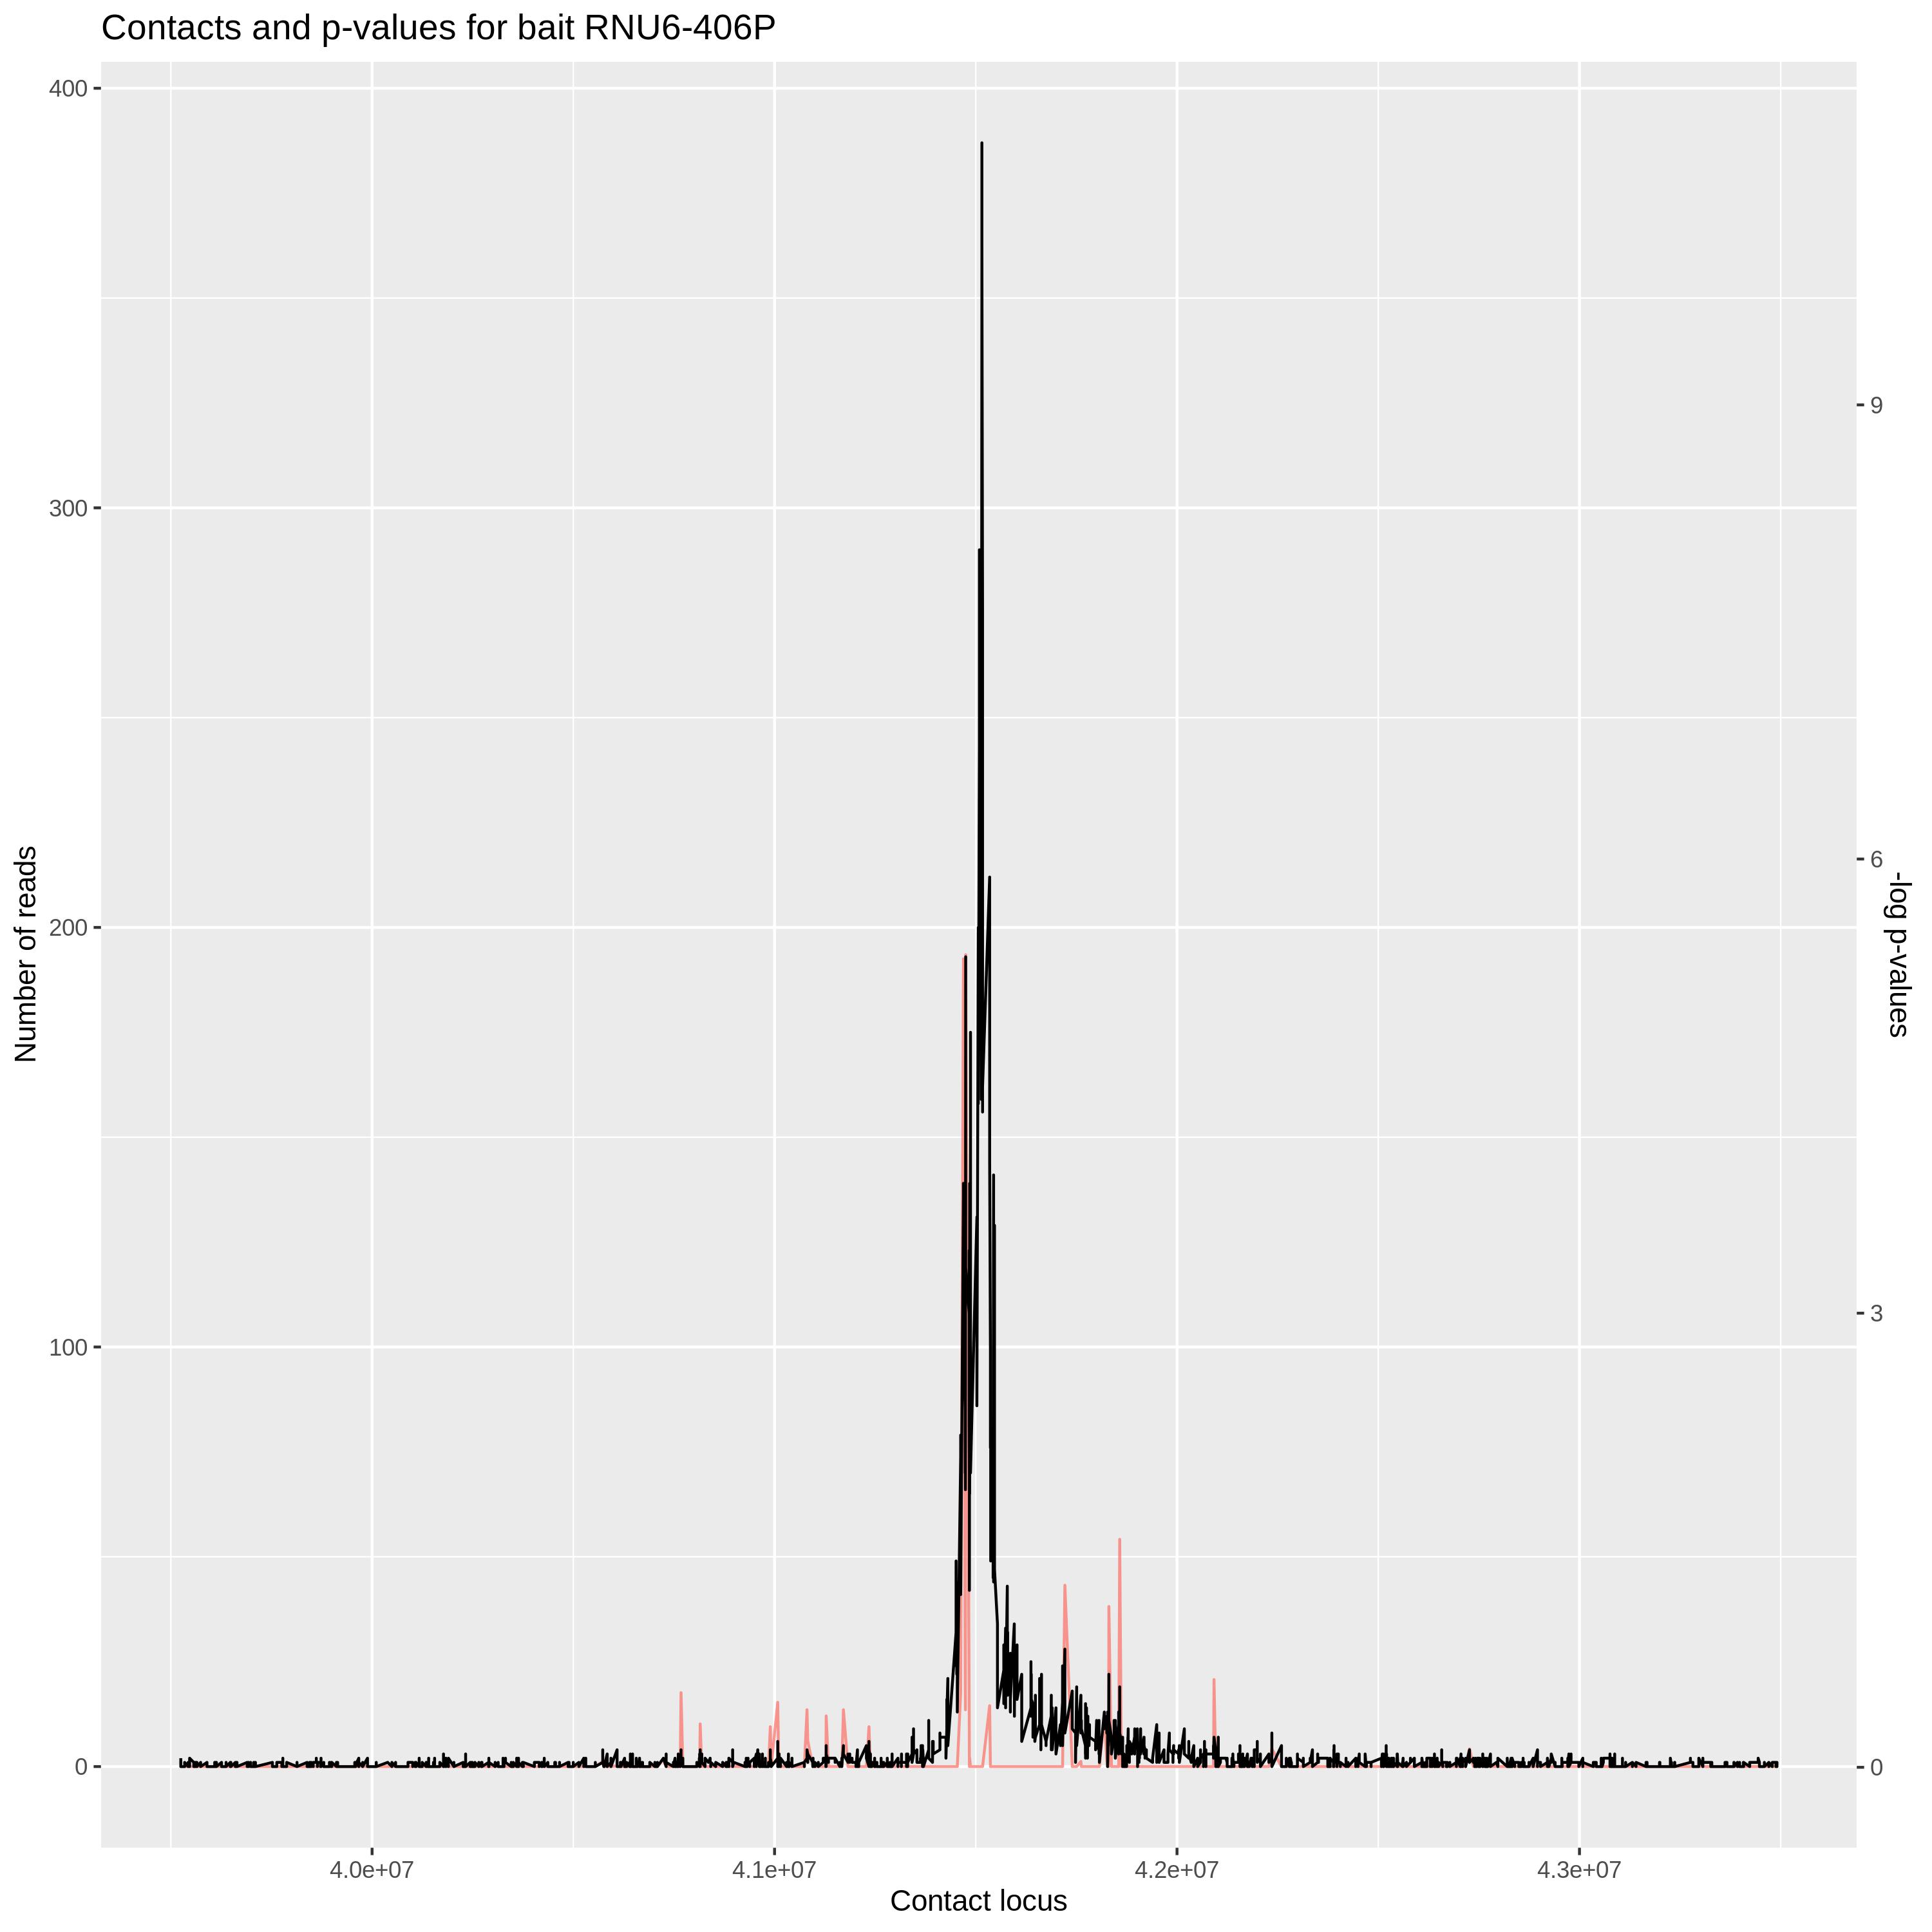 Contacts and p-values for bait RNU6-406P
400
300
200
100
0
Number of reads
9
6
3
0
-log p-values
4.0e+07
4.1e+07
4.2e+07
4.3e+07
Contact locus